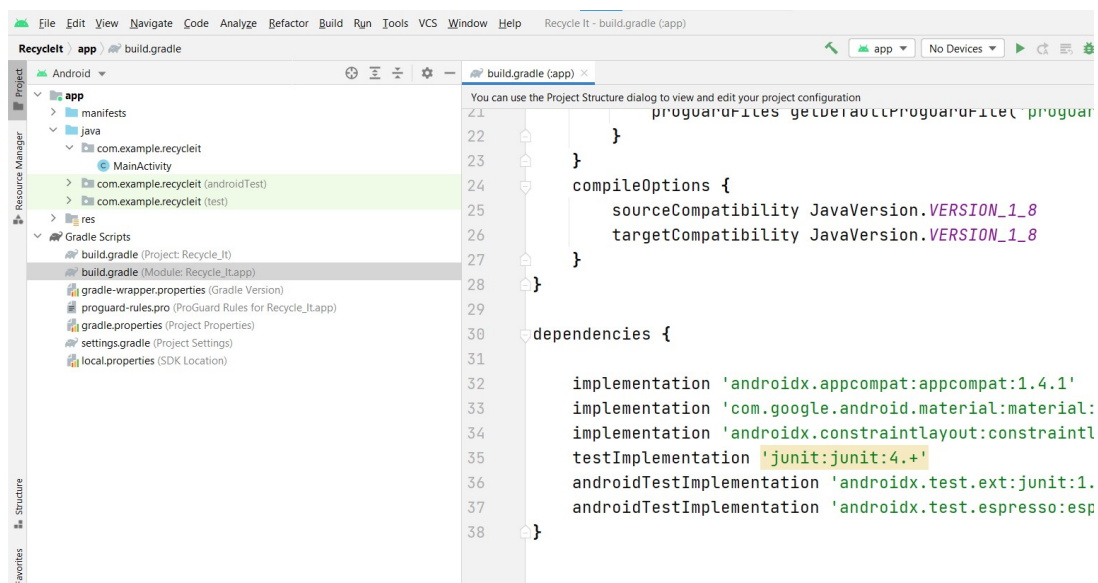 File Edit View Navigate Code Analyze Refactor Build Run Tools VCS Window Help Recycle It - build.gradle (:app)
RecycleIt app build.gradle
app No Devices
Project
Android
build.gradle (:app)
app
manifests
java
com.example.recycleit
MainActivity
com.example.recycleit (androidTest)
com.example.recycleit (test)
res
Gradle Scripts
build.gradle (Project: Recycle_It)
build.gradle (Module: Recycle_It.app)
gradle-wrapper.properties (Gradle Version)
proguard-rules.pro (ProGuard Rules for Recycle_It.app)
gradle.properties (Project Properties)
settings.gradle (Project Settings)
local.properties (SDK Location)
Resource Manager
Structure
Favorites
You can use the Project Structure dialog to view and edit your project configuration
21 proguardFiles getDefaultProguardFile('proguar
22 }
23 }
24 compileOptions {
25 sourceCompatibility JavaVersion.VERSION_1_8
26 targetCompatibility JavaVersion.VERSION_1_8
27 }
28 }
29
30 dependencies {
31
32 implementation 'androidx.appcompat:appcompat:1.4.1'
33 implementation 'com.google.android.material:material:
34 implementation 'androidx.constraintlayout:constraintl
35 testImplementation 'junit:junit:4.+'
36 androidTestImplementation 'androidx.test.ext:junit:1.
37 androidTestImplementation 'androidx.test.espresso:esp
38 }